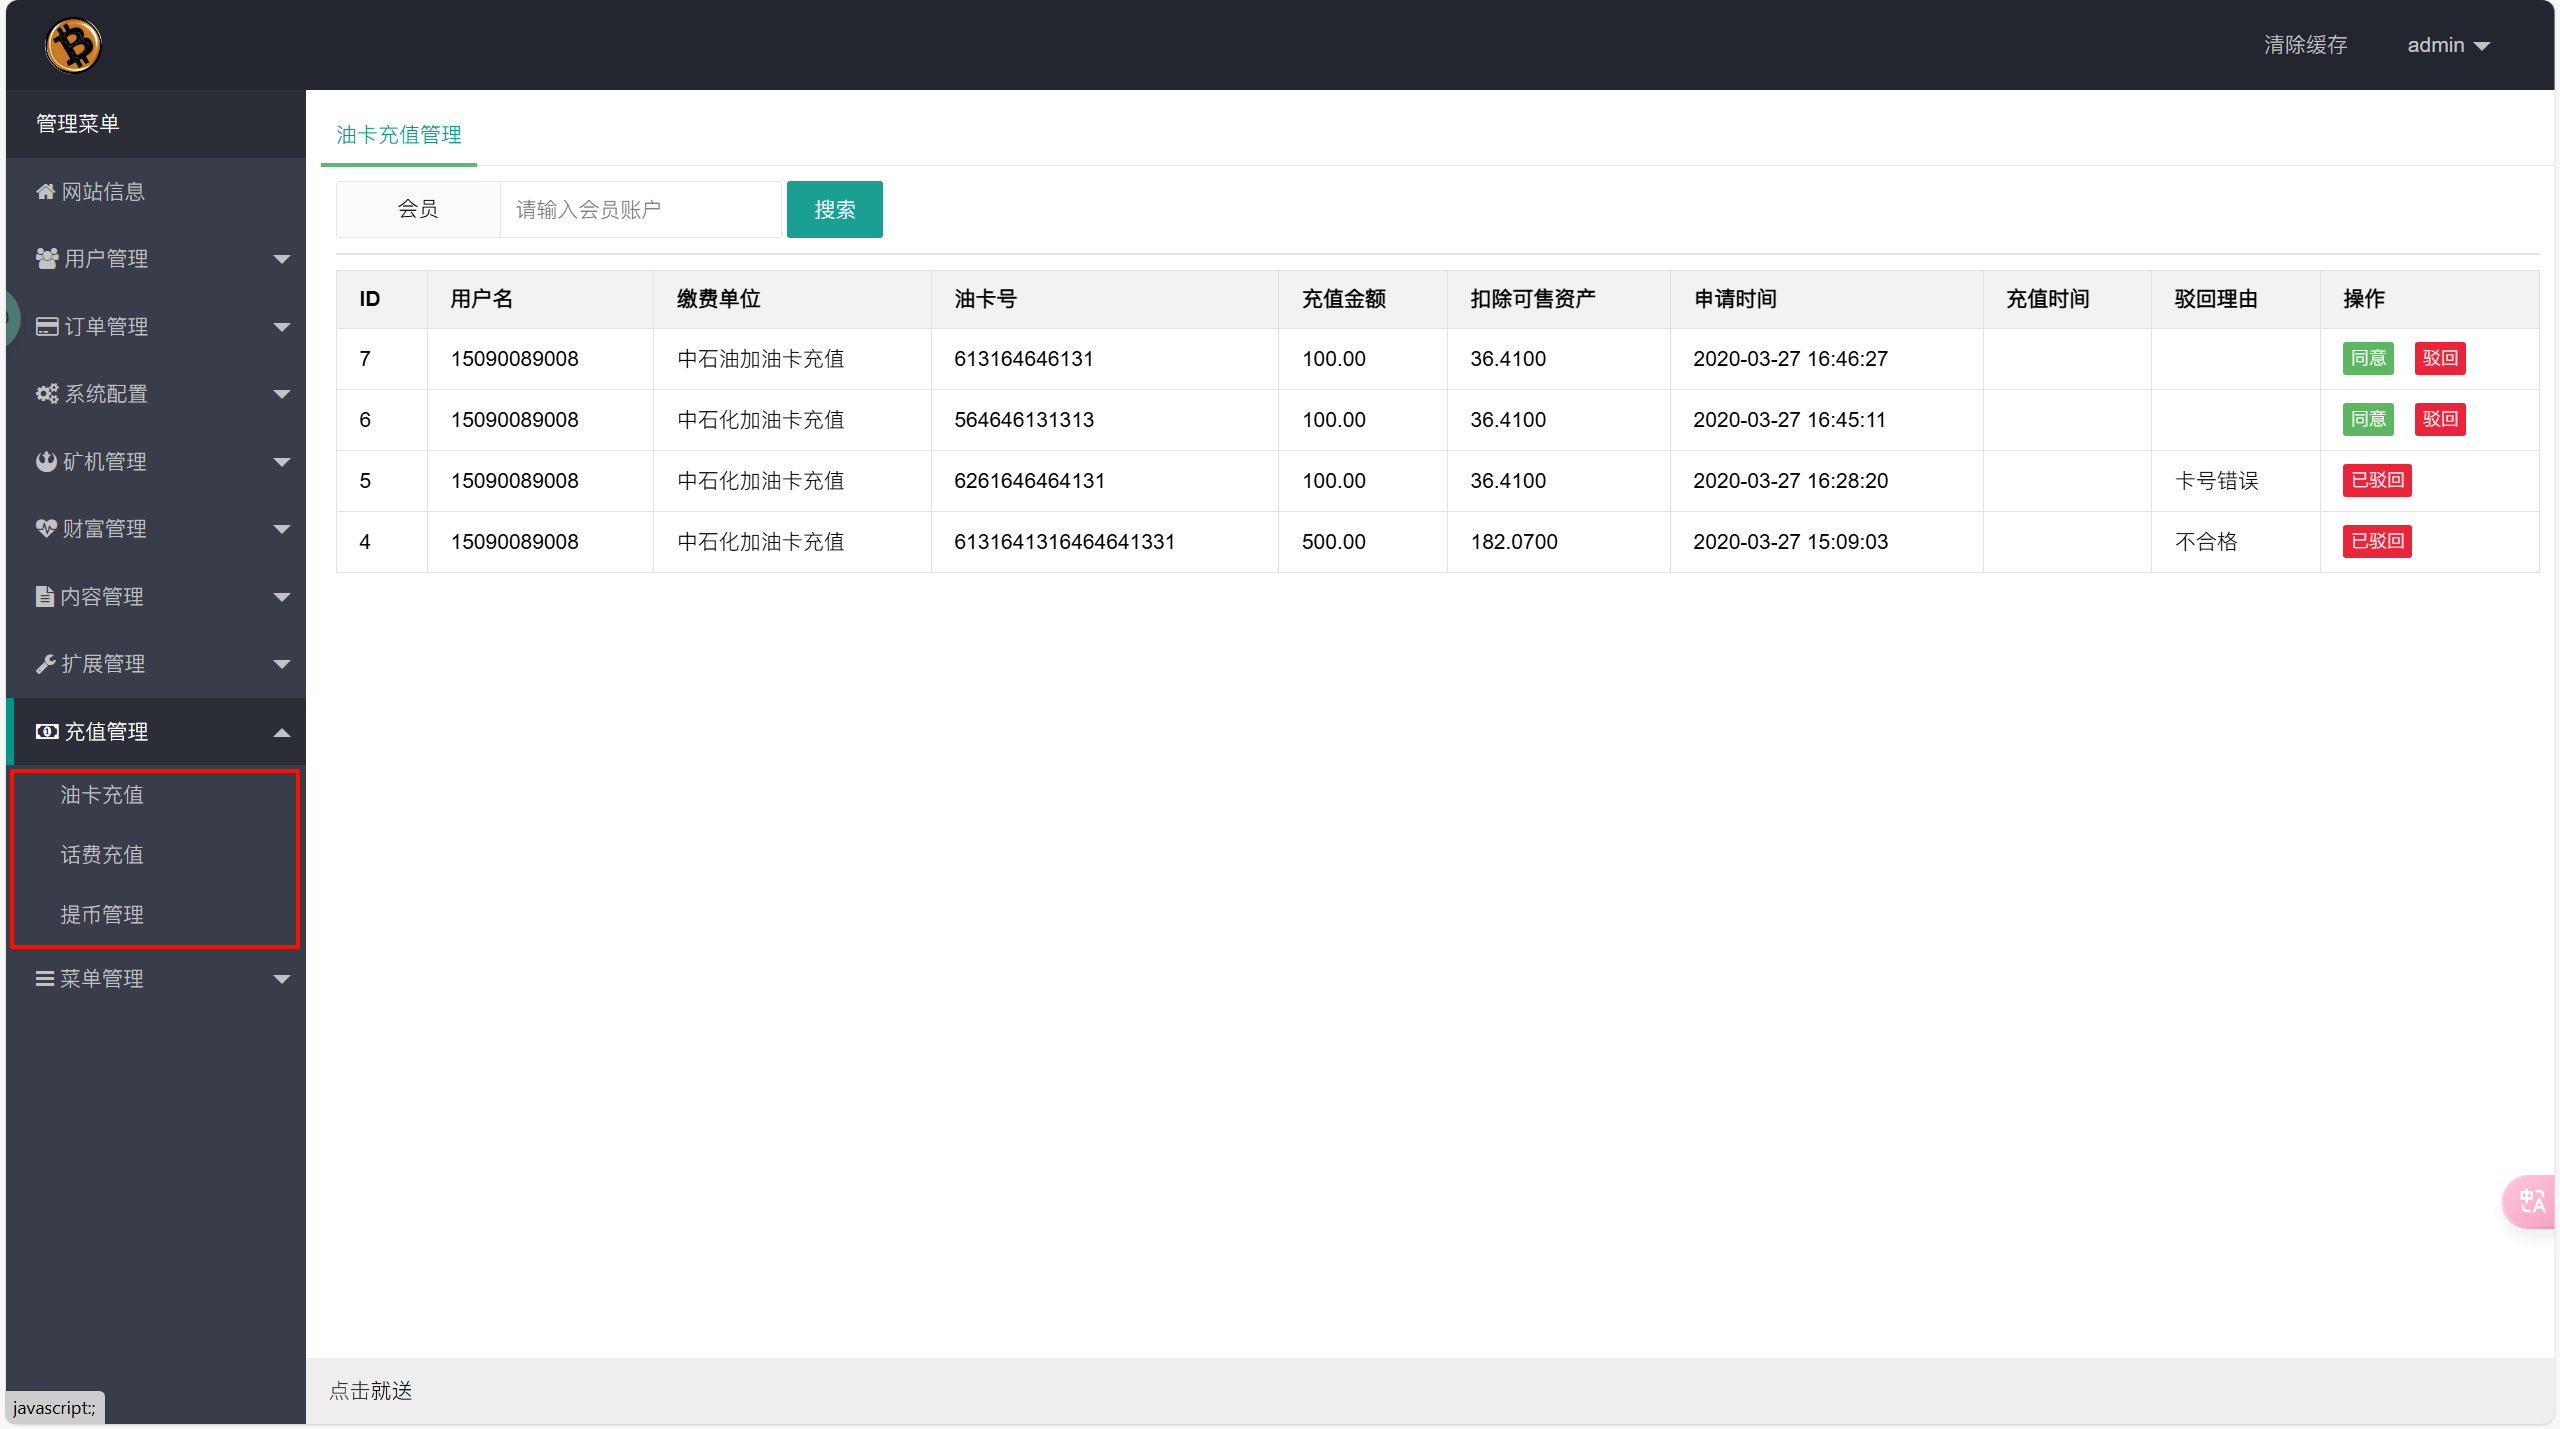 清除缓存 admin
管理菜单
网站信息
用户管理
订单管理
系统配置
矿机管理
财富管理
内容管理
扩展管理
充值管理
油卡充值
话费充值
提币管理
菜单管理
油卡充值管理
会员 请输入会员账户 搜索
ID 用户名 缴费单位 油卡号 充值金额 扣除可售资产 申请时间 充值时间 驳回理由 操作
7 15090089008 中石油加油卡充值 613164646131 100.00 36.4100 2020-03-27 16:46:27 同意 驳回
6 15090089008 中石化加油卡充值 564646131313 100.00 36.4100 2020-03-27 16:45:11 同意 驳回
5 15090089008 中石化加油卡充值 6261646464131 100.00 36.4100 2020-03-27 16:28:20 卡号错误 已驳回
4 15090089008 中石化加油卡充值 6131641316464641331 500.00 182.0700 2020-03-27 15:09:03 不合格 已驳回
中A
点击就送
javascript:;